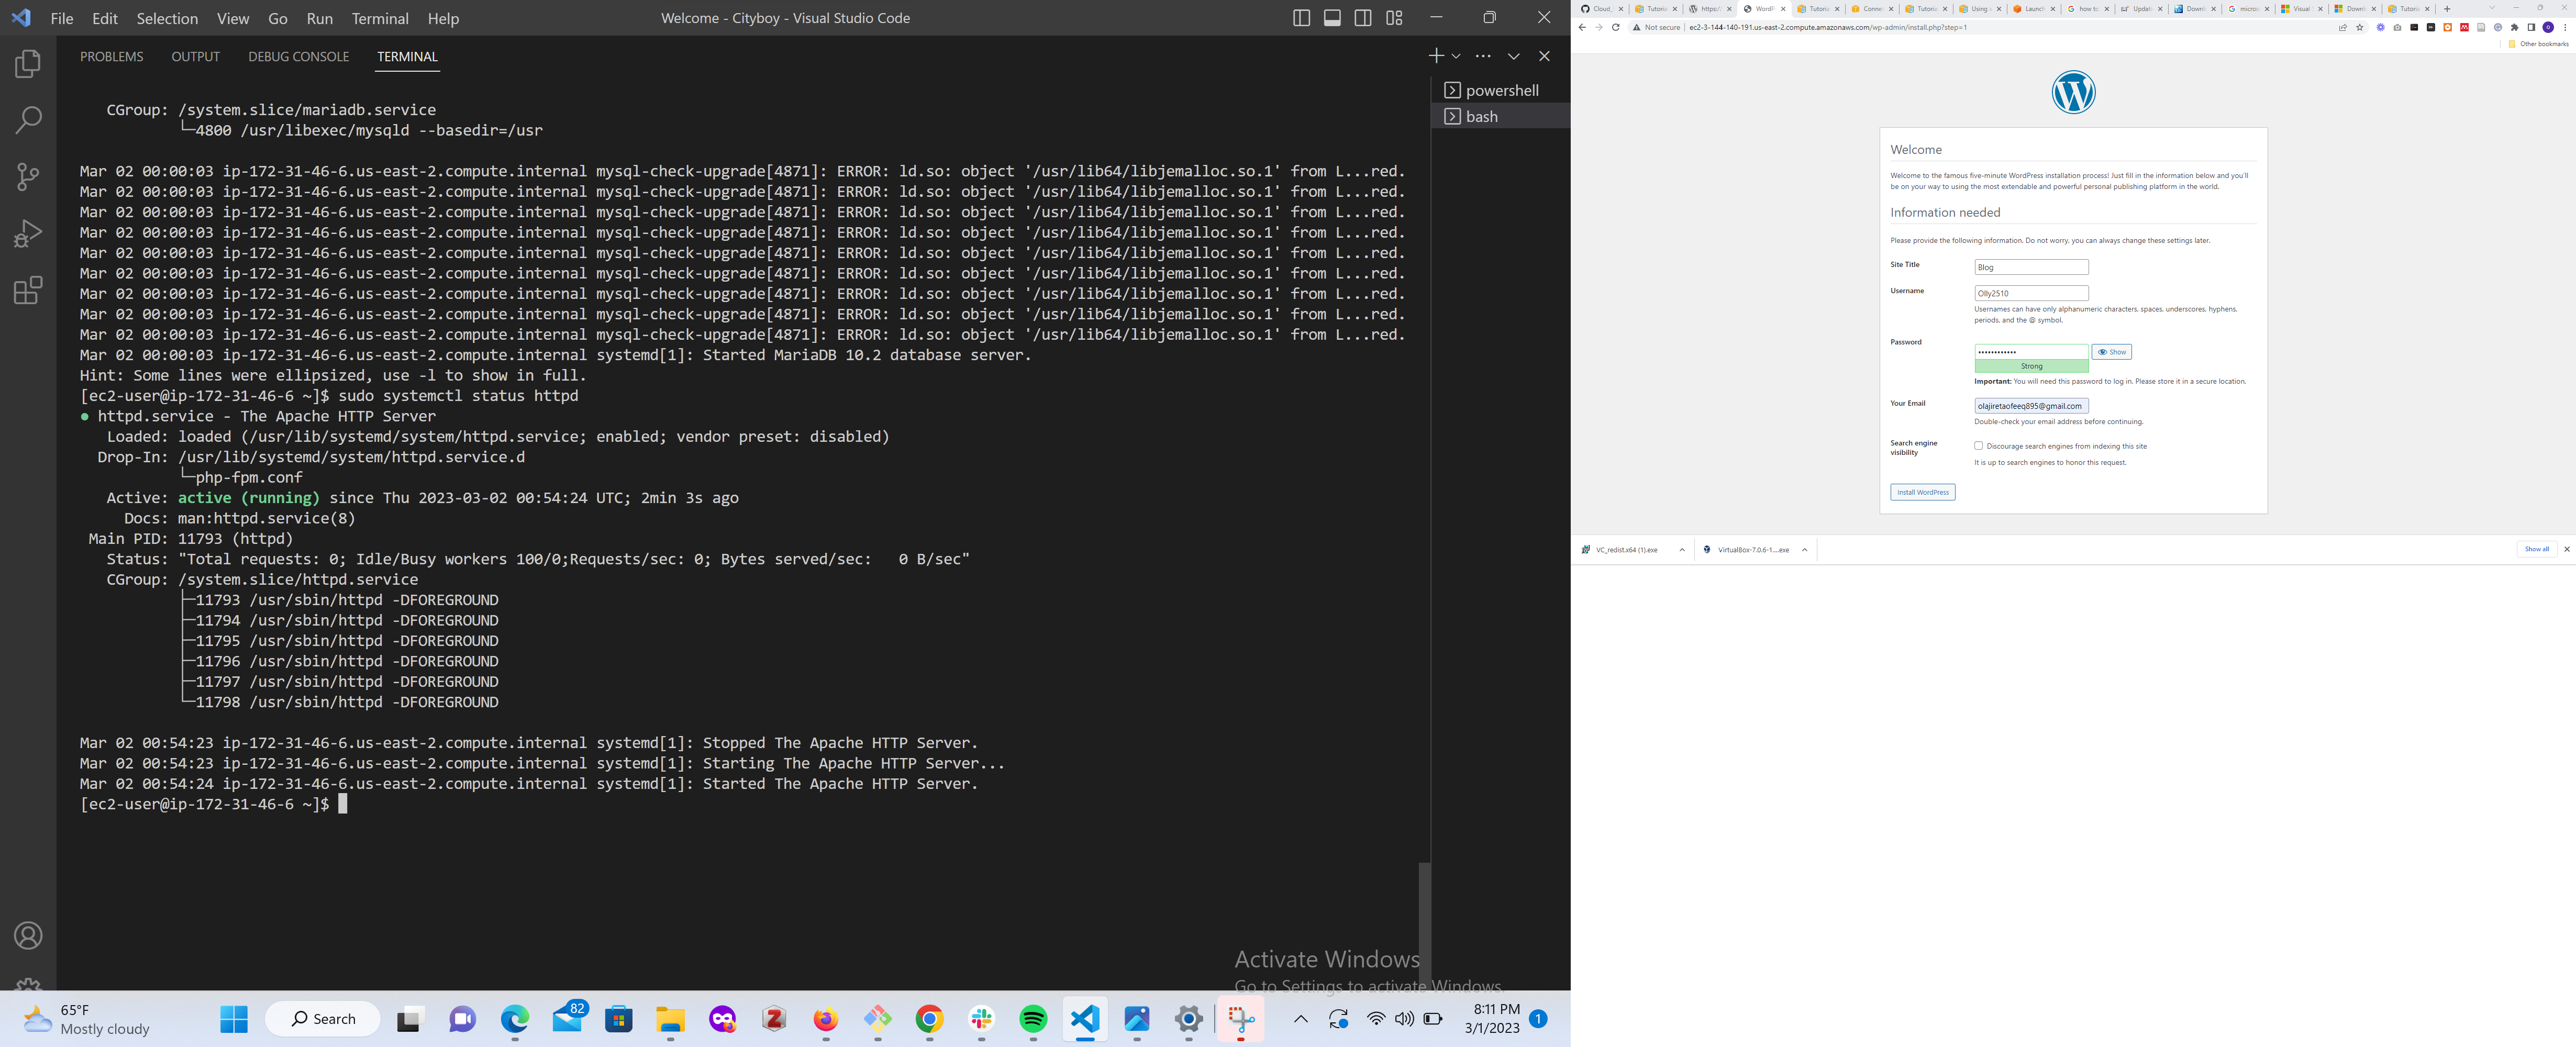 File Edit Selection View Go Run Terminal Help
Welcome - Cityboy - Visual Studio Code
PROBLEMS OUTPUT DEBUG CONSOLE TERMINAL
powershell
bash
CGroup: /system.slice/mariadb.service
└─4800 /usr/libexec/mysqld --basedir=/usr
Mar 02 00:00:03 ip-172-31-46-6.us-east-2.compute.internal mysql-check-upgrade[4871]: ERROR: ld.so: object '/usr/lib64/libjemalloc.so.1' from L...red.
Mar 02 00:00:03 ip-172-31-46-6.us-east-2.compute.internal mysql-check-upgrade[4871]: ERROR: ld.so: object '/usr/lib64/libjemalloc.so.1' from L...red.
Mar 02 00:00:03 ip-172-31-46-6.us-east-2.compute.internal mysql-check-upgrade[4871]: ERROR: ld.so: object '/usr/lib64/libjemalloc.so.1' from L...red.
Mar 02 00:00:03 ip-172-31-46-6.us-east-2.compute.internal mysql-check-upgrade[4871]: ERROR: ld.so: object '/usr/lib64/libjemalloc.so.1' from L...red.
Mar 02 00:00:03 ip-172-31-46-6.us-east-2.compute.internal mysql-check-upgrade[4871]: ERROR: ld.so: object '/usr/lib64/libjemalloc.so.1' from L...red.
Mar 02 00:00:03 ip-172-31-46-6.us-east-2.compute.internal mysql-check-upgrade[4871]: ERROR: ld.so: object '/usr/lib64/libjemalloc.so.1' from L...red.
Mar 02 00:00:03 ip-172-31-46-6.us-east-2.compute.internal mysql-check-upgrade[4871]: ERROR: ld.so: object '/usr/lib64/libjemalloc.so.1' from L...red.
Mar 02 00:00:03 ip-172-31-46-6.us-east-2.compute.internal mysql-check-upgrade[4871]: ERROR: ld.so: object '/usr/lib64/libjemalloc.so.1' from L...red.
Mar 02 00:00:03 ip-172-31-46-6.us-east-2.compute.internal mysql-check-upgrade[4871]: ERROR: ld.so: object '/usr/lib64/libjemalloc.so.1' from L...red.
Mar 02 00:00:03 ip-172-31-46-6.us-east-2.compute.internal systemd[1]: Started MariaDB 10.2 database server.
Hint: Some lines were ellipsized, use -l to show in full.
[ec2-user@ip-172-31-46-6 ~]$ sudo systemctl status httpd
● httpd.service - The Apache HTTP Server
Loaded: loaded (/usr/lib/systemd/system/httpd.service; enabled; vendor preset: disabled)
Drop-In: /usr/lib/systemd/system/httpd.service.d
└─php-fpm.conf
Active: active (running) since Thu 2023-03-02 00:54:24 UTC; 2min 3s ago
Docs: man:httpd.service(8)
Main PID: 11793 (httpd)
Status: "Total requests: 0; Idle/Busy workers 100/0;Requests/sec: 0; Bytes served/sec:   0 B/sec"
CGroup: /system.slice/httpd.service
├─11793 /usr/sbin/httpd -DFOREGROUND
├─11794 /usr/sbin/httpd -DFOREGROUND
├─11795 /usr/sbin/httpd -DFOREGROUND
├─11796 /usr/sbin/httpd -DFOREGROUND
├─11797 /usr/sbin/httpd -DFOREGROUND
└─11798 /usr/sbin/httpd -DFOREGROUND
Mar 02 00:54:23 ip-172-31-46-6.us-east-2.compute.internal systemd[1]: Stopped The Apache HTTP Server.
Mar 02 00:54:23 ip-172-31-46-6.us-east-2.compute.internal systemd[1]: Starting The Apache HTTP Server...
Mar 02 00:54:24 ip-172-31-46-6.us-east-2.compute.internal systemd[1]: Started The Apache HTTP Server.
[ec2-user@ip-172-31-46-6 ~]$
Activate Windows
Go to Settings to activate Windows.
65°F
Mostly cloudy
Search
82
8:11 PM
3/1/2023
1
Cloud_ Tutoria https:/ WordP Tutoria Conne Tutoria Using Launch how to Update Downl micros Visual Downl Tutoria
Not secure ec2-3-144-140-191.us-east-2.compute.amazonaws.com/wp-admin/install.php?step=1
Other bookmarks
Welcome
Welcome to the famous five-minute WordPress installation process! Just fill in the information below and you'll
be on your way to using the most extendable and powerful personal publishing platform in the world.
Information needed
Please provide the following information. Do not worry, you can always change these settings later.
Site Title Blog
Username Olly2510
Usernames can have only alphanumeric characters, spaces, underscores, hyphens,
periods, and the @ symbol.
Password •••••••••••• Show
Strong
Important: You will need this password to log in. Please store it in a secure location.
Your Email olajiretaofeeq895@gmail.com
Double-check your email address before continuing.
Search engine
visibility
Discourage search engines from indexing this site
It is up to search engines to honor this request.
Install WordPress
VC_redist.x64 (1).exe VirtualBox-7.0.6-1....exe Show all